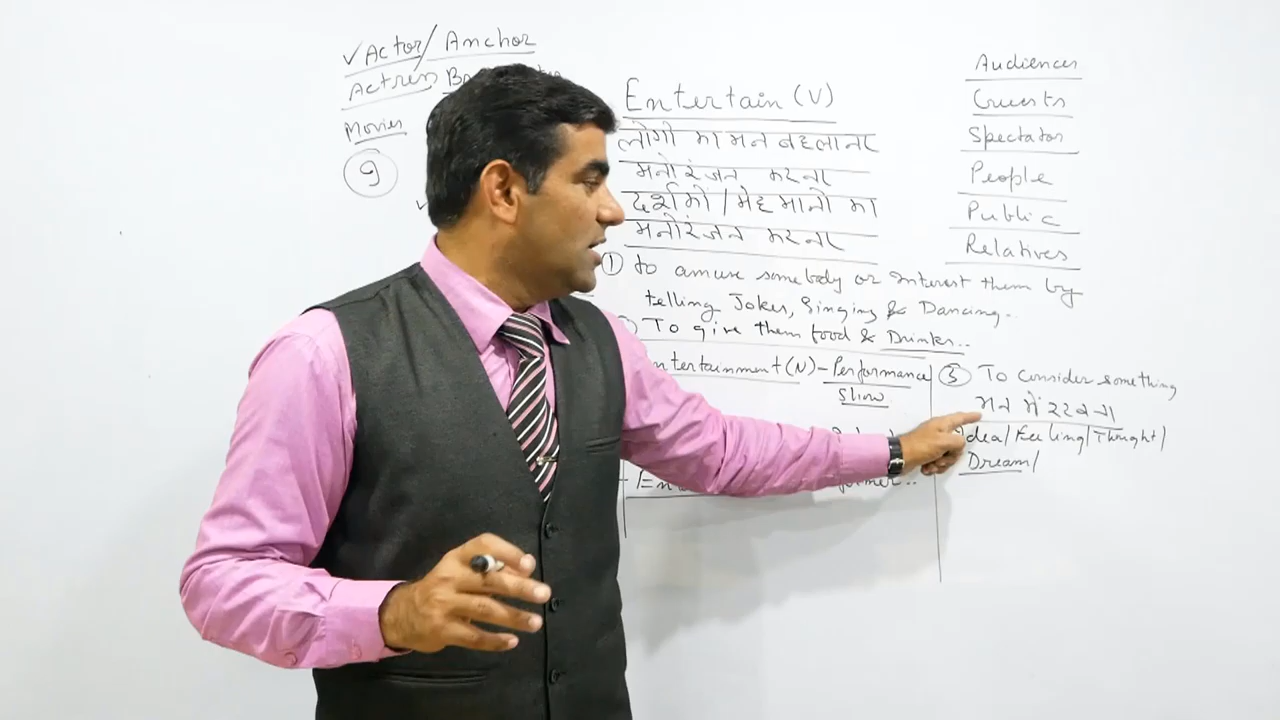 ✓Actor/Anchor
Actress
Movies
9
Entertain (V)
लोगों का मन बहलाना
मनोरंजन करना
दर्शकों/मेहमानों का
मनोरंजन करना
① to amuse somebody or interest them by
telling Jokes, Singing & Dancing..
To give them food & Drinks..
ntertainment (N) - Performance
Show
Audiences
Guests
Spectator
People
Public
Relatives
③ To Consider something
मन में रखना
Idea/Feeling/Thought/
Dream/